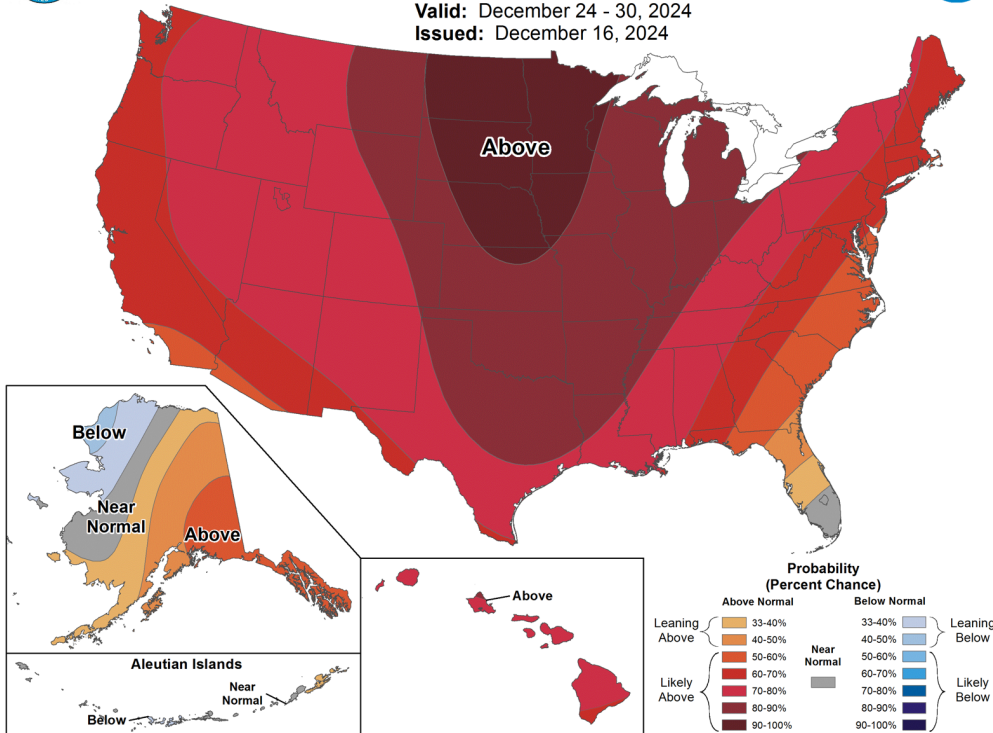 Valid: December 24 - 30, 2024
Issued: December 16, 2024
Above
Below
Near
Normal
Above
Above
Aleutian Islands
Near
Normal
Below
Probability
(Percent Chance)
Above Normal
Below Normal
Leaning
Above
33-40%
40-50%
Likely
Above
50-60%
60-70%
70-80%
80-90%
90-100%
Near
Normal
33-40%
40-50%
Leaning
Below
50-60%
60-70%
70-80%
80-90%
90-100%
Likely
Below